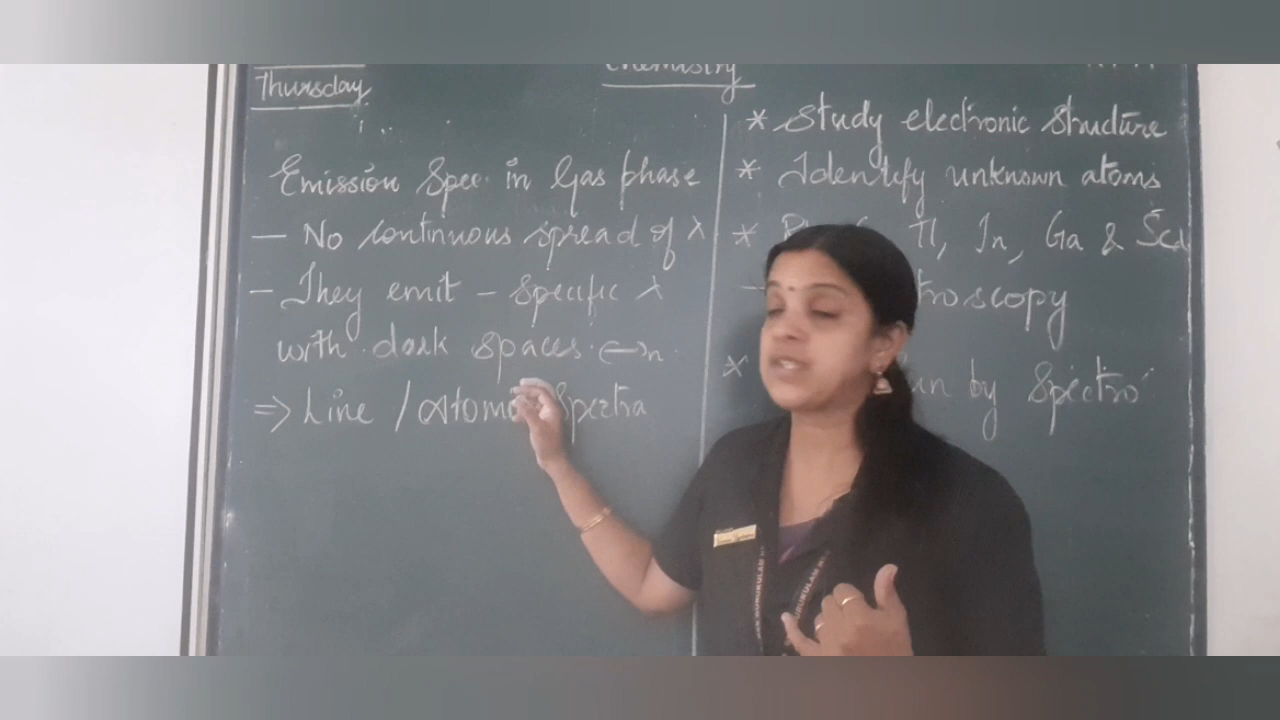 Thursday
Chemistry
Emission Spec. in Gas phase
— No continuous spread of λ
— They emit – specific λ
with dark spaces.
⇒ Line / Atomic Spectra
* Study electronic structure
* Identify unknown atoms
* Tl, In, Ga & Sc
* by Spectro